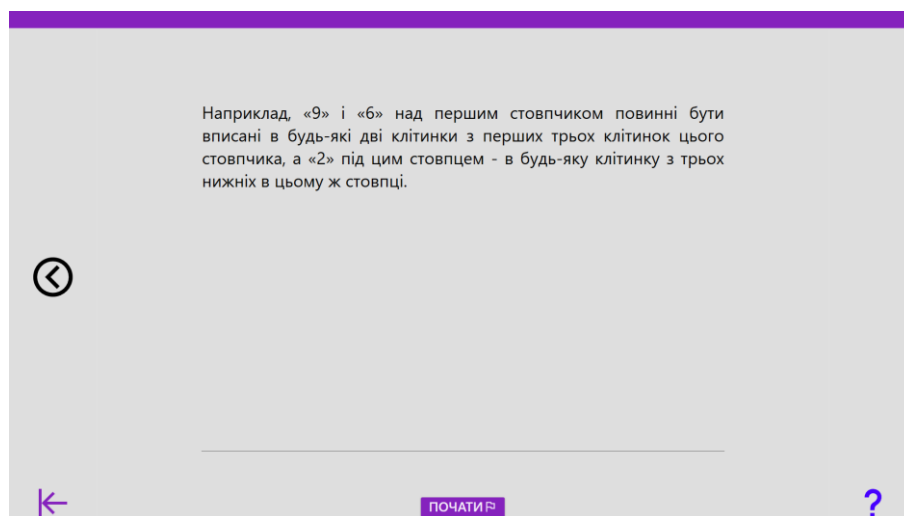 Наприклад, «9» і «6» над першим стовпчиком повинні бути
вписані в будь-які дві клітинки з перших трьох клітинок цього
стовпчика, а «2» під цим стовпцем - в будь-яку клітинку з трьох
нижніх в цьому ж стовпці.
ПОЧАТИ
?